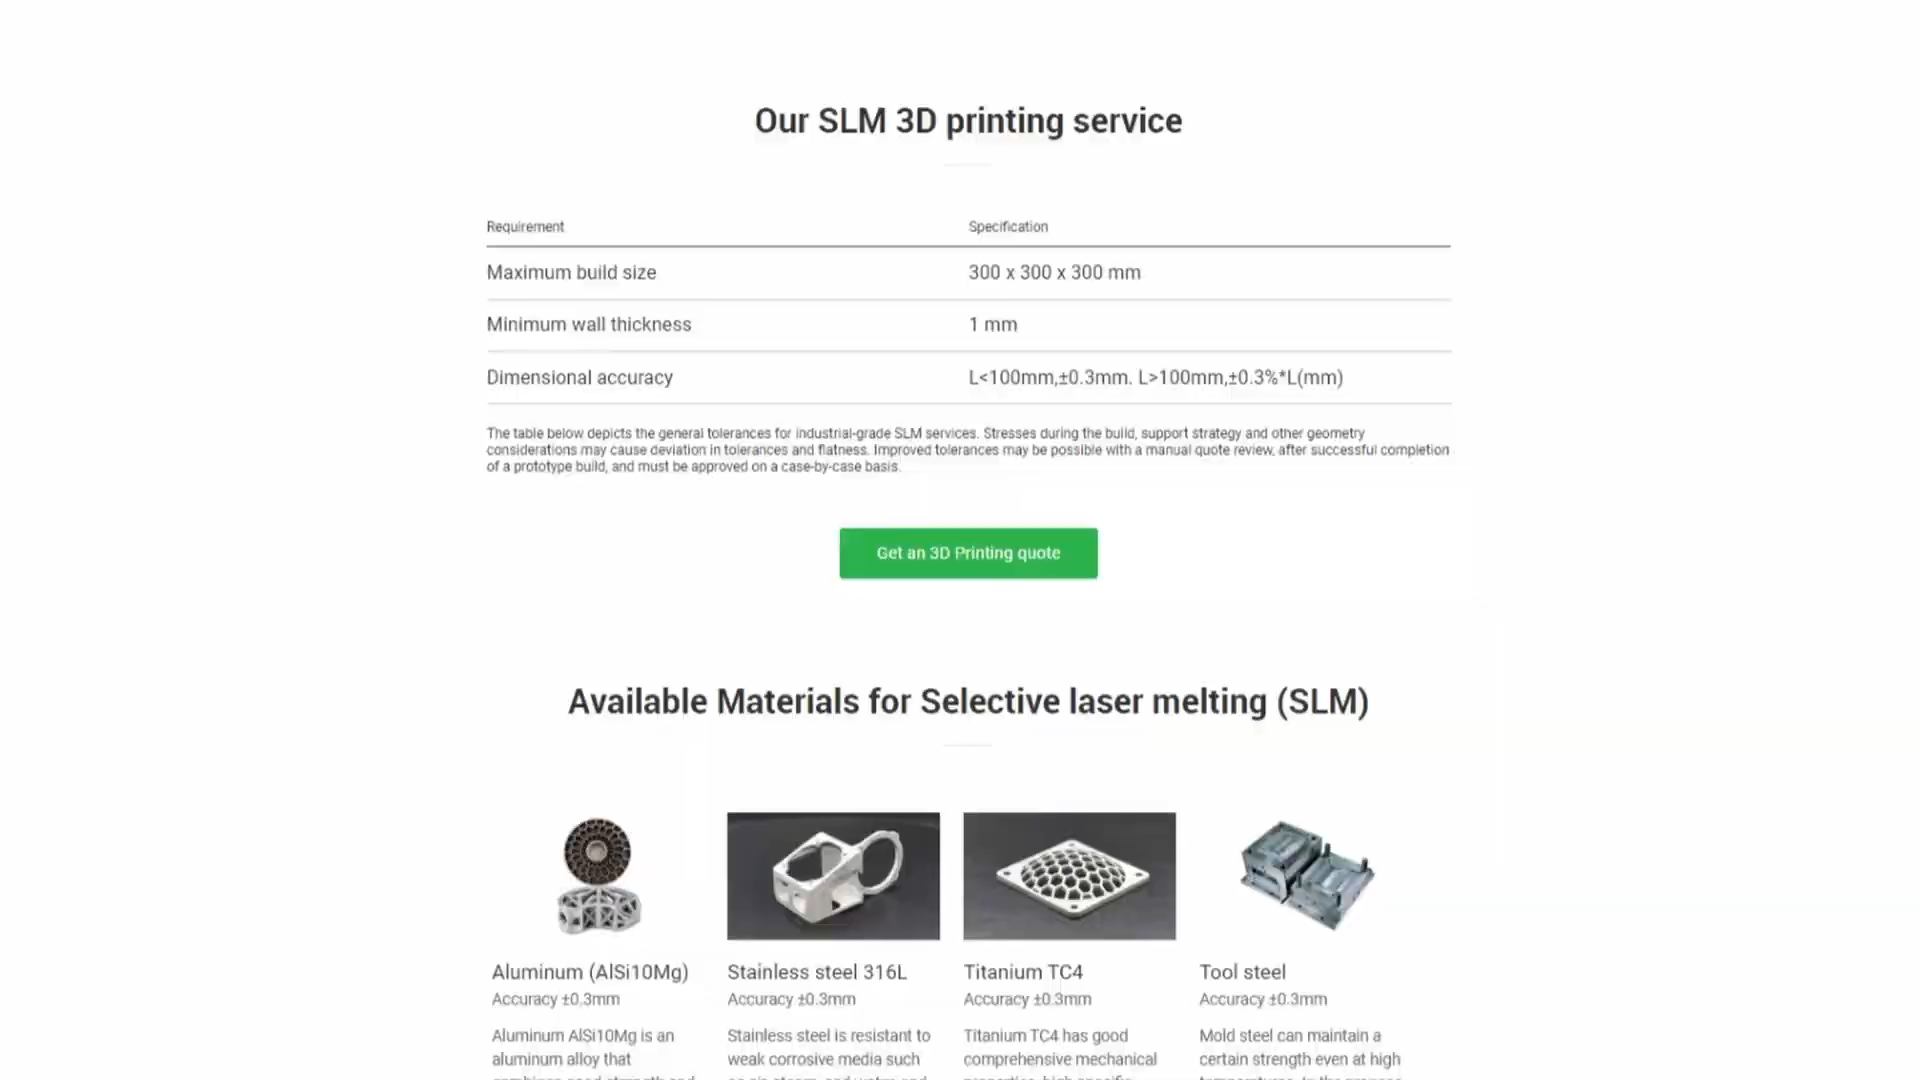 Our SLM 3D printing service
Requirement Specification
Maximum build size 300 x 300 x 300 mm
Minimum wall thickness 1 mm
Dimensional accuracy L<100mm,±0.3mm. L>100mm,±0.3%*L(mm)
The table below depicts the general tolerances for industrial-grade SLM services. Stresses during the build, support strategy and other geometry
considerations may cause deviation in tolerances and flatness. Improved tolerances may be possible with a manual quote review, after successful completion
of a prototype build, and must be approved on a case-by-case basis.
Get an 3D Printing quote
Available Materials for Selective laser melting (SLM)
Aluminum (AlSi10Mg)
Accuracy ±0.3mm
Aluminum AlSi10Mg is an
aluminum alloy that
Stainless steel 316L
Accuracy ±0.3mm
Stainless steel is resistant to
weak corrosive media such
Titanium TC4
Accuracy ±0.3mm
Titanium TC4 has good
comprehensive mechanical
Tool steel
Accuracy ±0.3mm
Mold steel can maintain a
certain strength even at high